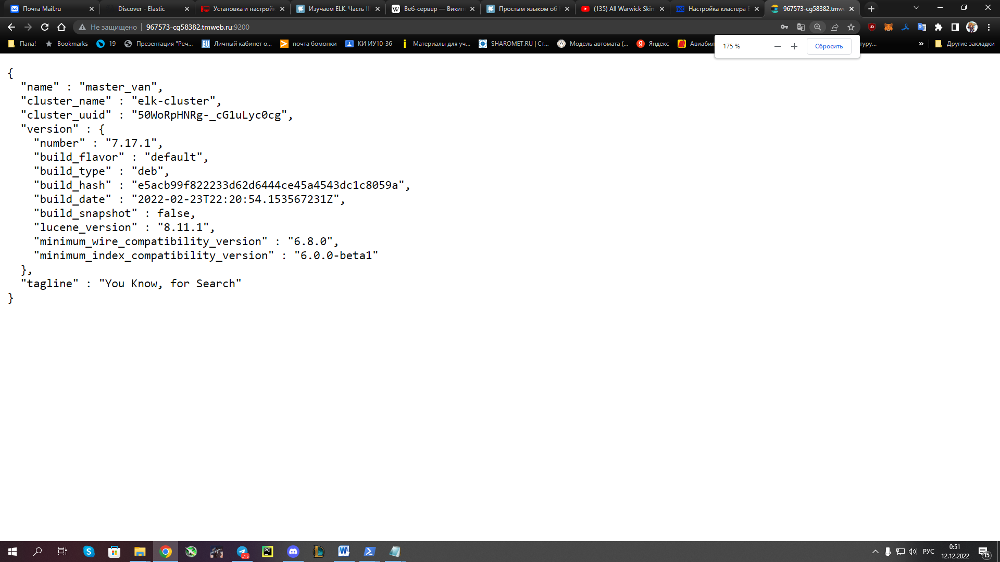 Почта Mail.ru
Discover - Elastic
Установка и настрой
Изучаем ELK. Часть II
Веб-сервер — Викип
Простым языком об
(135) All Warwick Skin
Настройка кластера E
967573-cg58382.tmwe
Не защищено
967573-cg58382.tmweb.ru:9200
Папа!
Bookmarks
19
Презентация "Реч...
Личный кабинет о...
почта бомонки
КИ ИУ10-36
Материалы для уч...
SHAROMET.RU | Ст...
Модель автомата (...
Яндекс
Авиабил
туру...
»
Другие закладки
175 %
Сбросить
{
"name" : "master_van",
"cluster_name" : "elk-cluster",
"cluster_uuid" : "50WoRpHNRg-_cG1uLyc0cg",
"version" : {
"number" : "7.17.1",
"build_flavor" : "default",
"build_type" : "deb",
"build_hash" : "e5acb99f822233d62d6444ce45a4543dc1c8059a",
"build_date" : "2022-02-23T22:20:54.153567231Z",
"build_snapshot" : false,
"lucene_version" : "8.11.1",
"minimum_wire_compatibility_version" : "6.8.0",
"minimum_index_compatibility_version" : "6.0.0-beta1"
},
"tagline" : "You Know, for Search"
}
РУС
0:51
12.12.2022
15